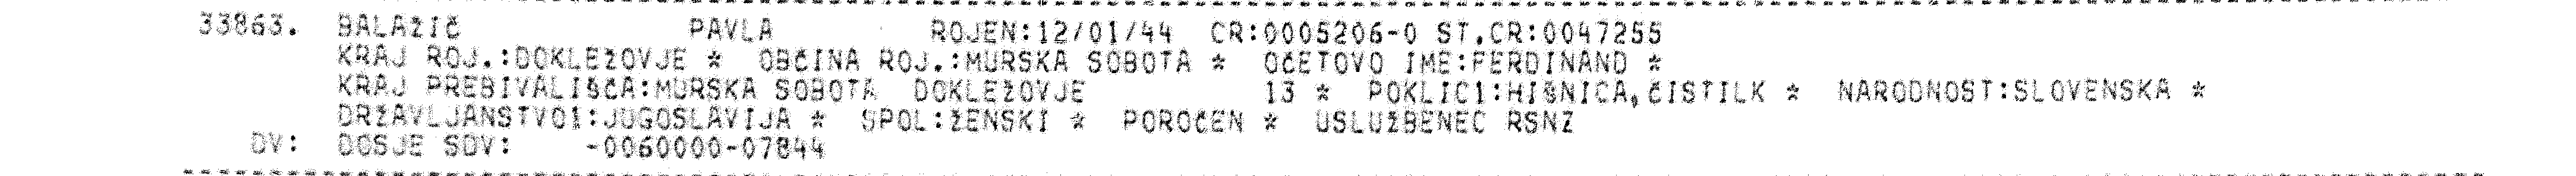 33863. BALAŽIČ PAVLA ROJEN:12/01/44 CR:0005206-0 ST.CR:0047255
KRAJ ROJ.:DOKLEŽOVJE * OBČINA ROJ.:MURSKA SOBOTA * OČETOVO IME:FERDINAND *
KRAJ PREBIVALIŠČA:MURSKA SOBOTA DOKLEŽOVJE 13 * POKLIC1:HIŠNICA,ČISTILK * NARODNOST:SLOVENSKA *
DRŽAVLJANSTVO1:JUGOSLAVIJA * SPOL:ŽENSKI * POROČEN * USLUŽBENEC RSNZ
DV: DOSJE SDV: -0060000-07844